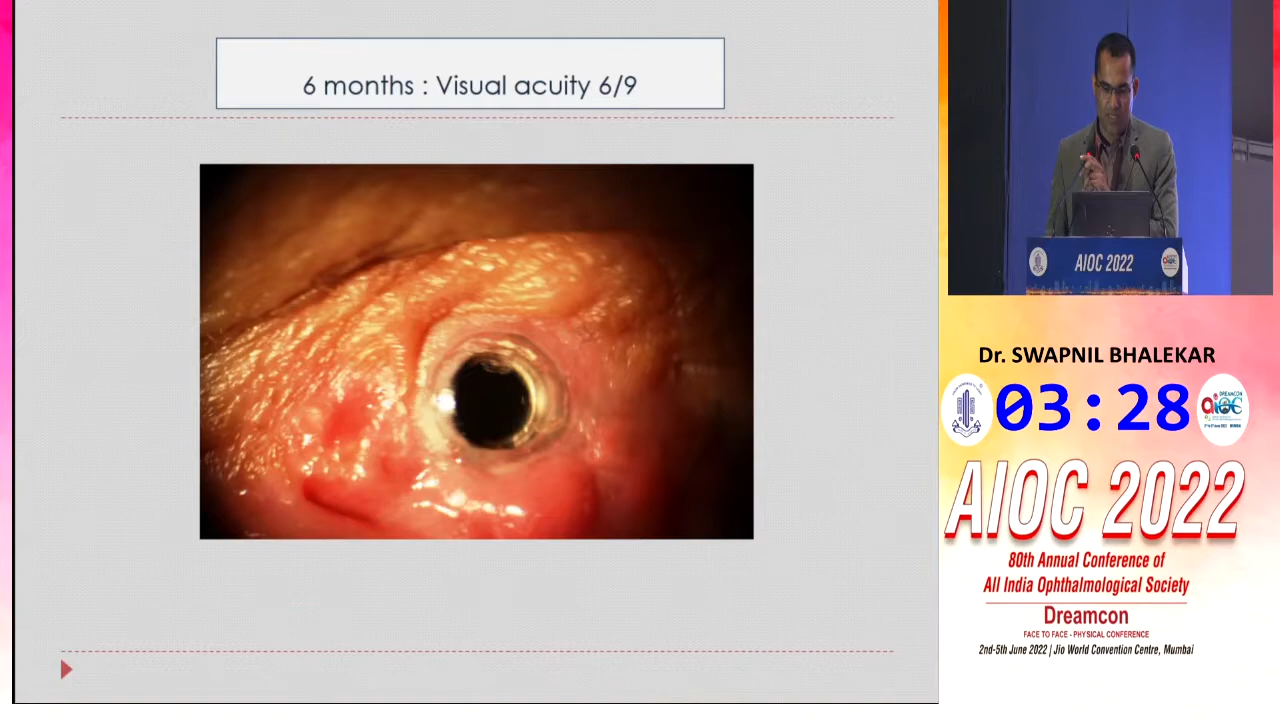 6 months : Visual acuity 6/9
AIOC 2022
Dr. SWAPNIL BHALEKAR
03:28
AIOC 2022
80th Annual Conference of
All India Ophthalmological Society
Dreamcon
FACE TO FACE - PHYSICAL CONFERENCE
2nd-5th June 2022 | Jio World Convention Centre, Mumbai